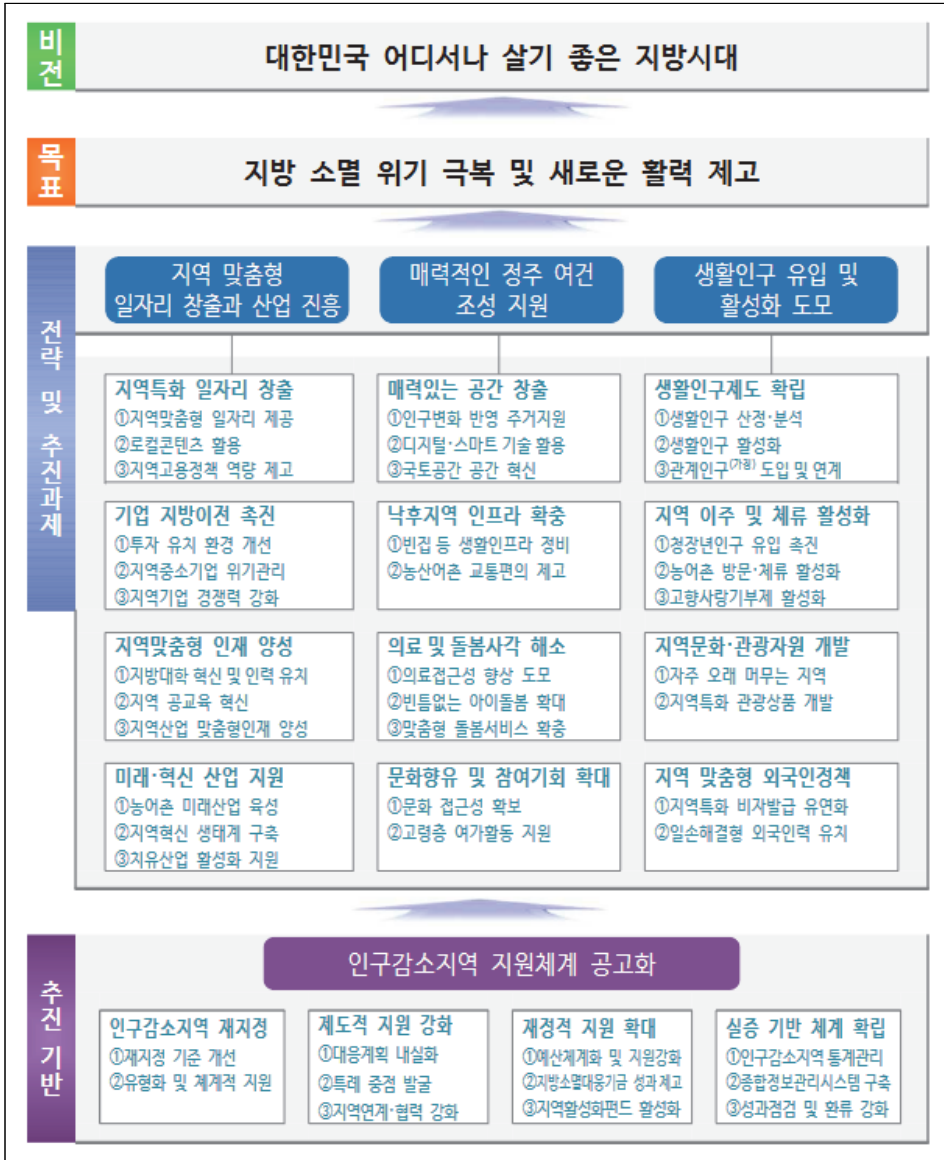 비전
대한민국 어디서나 살기 좋은 지방시대
목표
지방 소멸 위기 극복 및 새로운 활력 제고
전략 및 추진과제
지역 맞춤형
일자리 창출과 산업 진흥
매력적인 정주 여건
조성 지원
생활인구 유입 및
활성화 도모
지역특화 일자리 창출
①지역맞춤형 일자리 제공
②로컬콘텐츠 활용
③지역고용정책 역량 제고
매력있는 공간 창출
①인구변화 반영 주거지원
②디지털·스마트 기술 활용
③국토공간 공간 혁신
생활인구제도 확립
①생활인구 산정·분석
②생활인구 활성화
③관계인구(가칭) 도입 및 연계
기업 지방이전 촉진
①투자 유치 환경 개선
②지역중소기업 위기관리
③지역기업 경쟁력 강화
낙후지역 인프라 확충
①빈집 등 생활인프라 정비
②농산어촌 교통편의 제고
지역 이주 및 체류 활성화
①청장년인구 유입 촉진
②농어촌 방문·체류 활성화
③고향사랑기부제 활성화
지역맞춤형 인재 양성
①지방대학 혁신 및 인력 유치
②지역 공교육 혁신
③지역산업 맞춤형인재 양성
의료 및 돌봄사각 해소
①의료접근성 향상 도모
②빈틈없는 아이돌봄 확대
③맞춤형 돌봄서비스 확충
지역문화·관광자원 개발
①자주 오래 머무는 지역
②지역특화 관광상품 개발
미래·혁신 산업 지원
①농어촌 미래산업 육성
②지역혁신 생태계 구축
③치유산업 활성화 지원
문화향유 및 참여기회 확대
①문화 접근성 확보
②고령층 여가활동 지원
지역 맞춤형 외국인정책
①지역특화 비자발급 유연화
②일손해결형 외국인력 유치
추진 기반
인구감소지역 지원체계 공고화
인구감소지역 재지정
①재지정 기준 개선
②유형화 및 체계적 지원
제도적 지원 강화
①대응계획 내실화
②특례 중점 발굴
③지역연계·협력 강화
재정적 지원 확대
①예산체계화 및 지원강화
②지방소멸대응기금 성과제고
③지역활성화펀드 활성화
실증 기반 체계 확립
①인구감소지역 통계관리
②종합정보관리시스템 구축
③성과점검 및 환류 강화